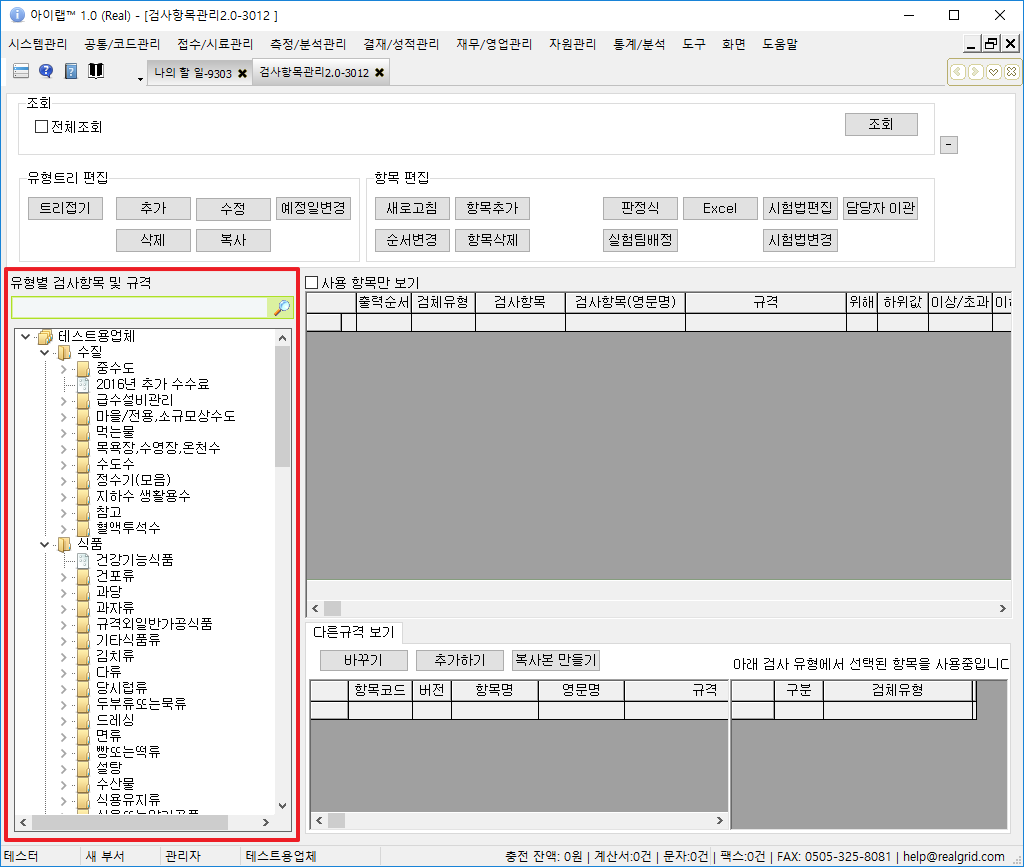 아이랩™ 1.0 (Real) - [검사항목관리2.0-3012 ]
시스템관리 공통/코드관리 접수/시료관리 측정/분석관리 결재/성적관리 재무/영업관리 자원관리 통계/분석 도구 화면 도움말
나의 할 일-9303 검사항목관리2.0-3012
조회
전체조회
조회
-
유형트리 편집
트리접기 추가 수정 예정일변경
삭제 복사
항목 편집
새로고침 항목추가 판정식 Excel 시험법편집 담당자 이관
순서변경 항목삭제 실험팀배정 시험법변경
유형별 검사항목 및 규격
테스트용업체
수질
중수도
2016년 추가 수수료
급수설비관리
마을/전용,소규모상수도
먹는물
목욕장,수영장,온천수
수도수
정수기(모음)
지하수 생활용수
참고
혈액투석수
식품
건강기능식품
건포류
과당
과자류
규격외일반가공식품
기타식품류
김치류
다류
당시럽류
두부류또는묵류
드레싱
면류
빵또는떡류
설탕
수산물
식용유지류
사용 항목만 보기
출력순서 검체유형 검사항목 검사항목(영문명) 규격 위해 하위값 이상/초과
다른규격 보기
바꾸기 추가하기 복사본 만들기
아래 검사 유형에서 선택된 항목을 사용중입니다
항목코드 버전 항목명 영문명 규격
구분 검체유형
테스터 새 부서 관리자 테스트용업체 충전 잔액: 0원 | 계산서:0건 | 문자:0건 | 팩스:0건 | FAX: 0505-325-8081 | help@realgrid.com